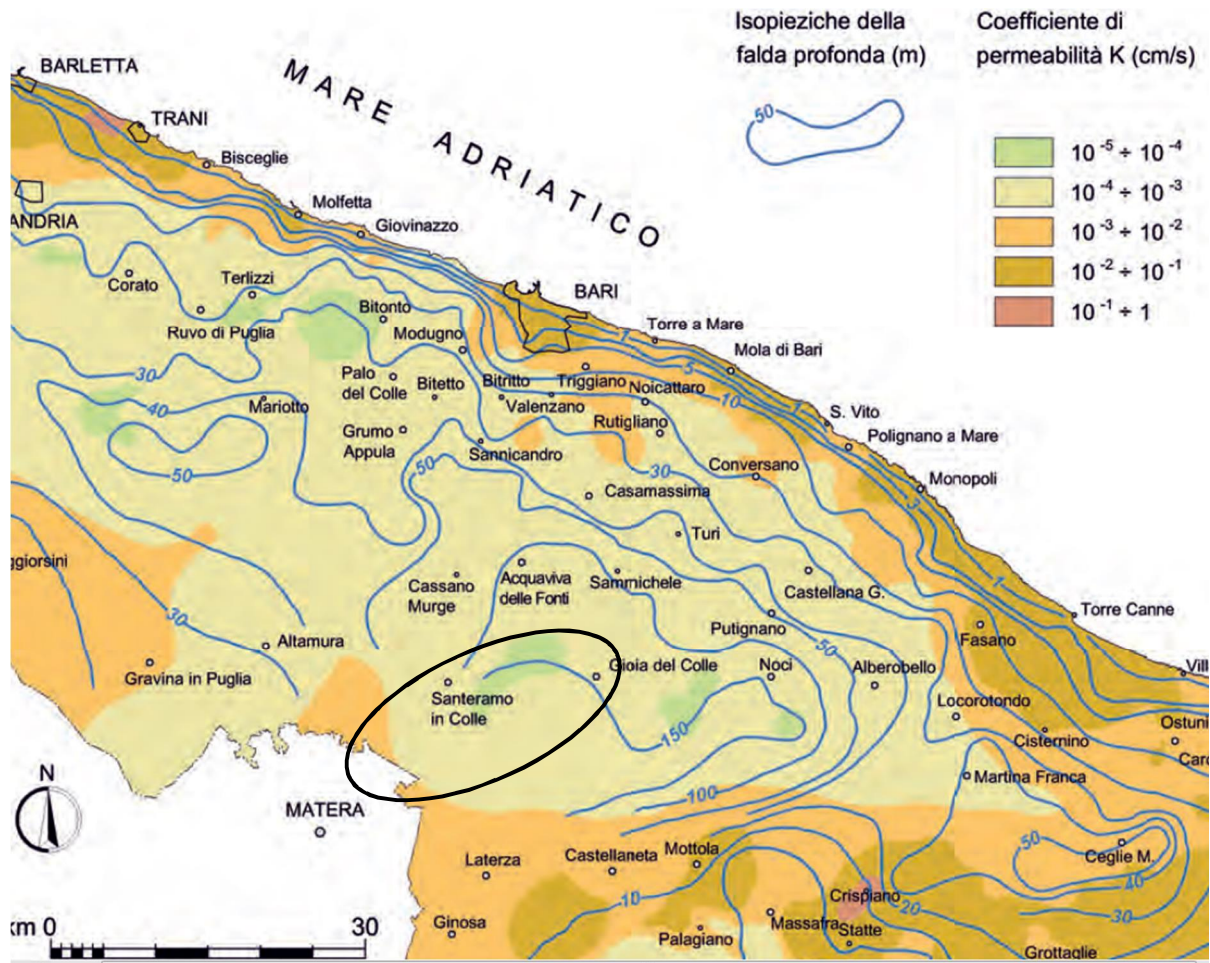 Isopieziche della
falda profonda (m)
50
Coefficiente di
permeabilità K (cm/s)
10⁻⁵ ÷ 10⁻⁴
10⁻⁴ ÷ 10⁻³
10⁻³ ÷ 10⁻²
10⁻² ÷ 10⁻¹
10⁻¹ ÷ 1
MARE ADRIATICO
BARLETTA
TRANI
Bisceglie
ANDRIA
Molfetta
Giovinazzo
Corato
Terlizzi
Ruvo di Puglia
Bitonto
Modugno
BARI
Torre a Mare
1
5
10
1
Mola di Bari
30
40
50
Mariotto
Palo
del Colle
Bitetto
Bitritto
Triggiano
Valenzano
Noicattaro
Rutigliano
S. Vito
Polignano a Mare
Grumo
Appula
50
Sannicandro
30
Conversano
Casamassima
Monopoli
3
Turi
ggiorsini
30
Cassano
Murge
Acquaviva
delle Fonti
Sammichele
Castellana G.
1
Torre Canne
Altamura
Gravina in Puglia
Putignano
50
Fasano
Santeramo
in Colle
Gioia del Colle
Noci
Alberobello
Vill
Locorotondo
150
Cisternino
Ostuni
Caro
N
MATERA
100
Martina Franca
Laterza
Castellaneta
Mottola
50
Ceglie M.
40
10
Crispiano
20
30
km 0
30
Ginosa
Palagiano
Massafra
Statte
Grottaglie